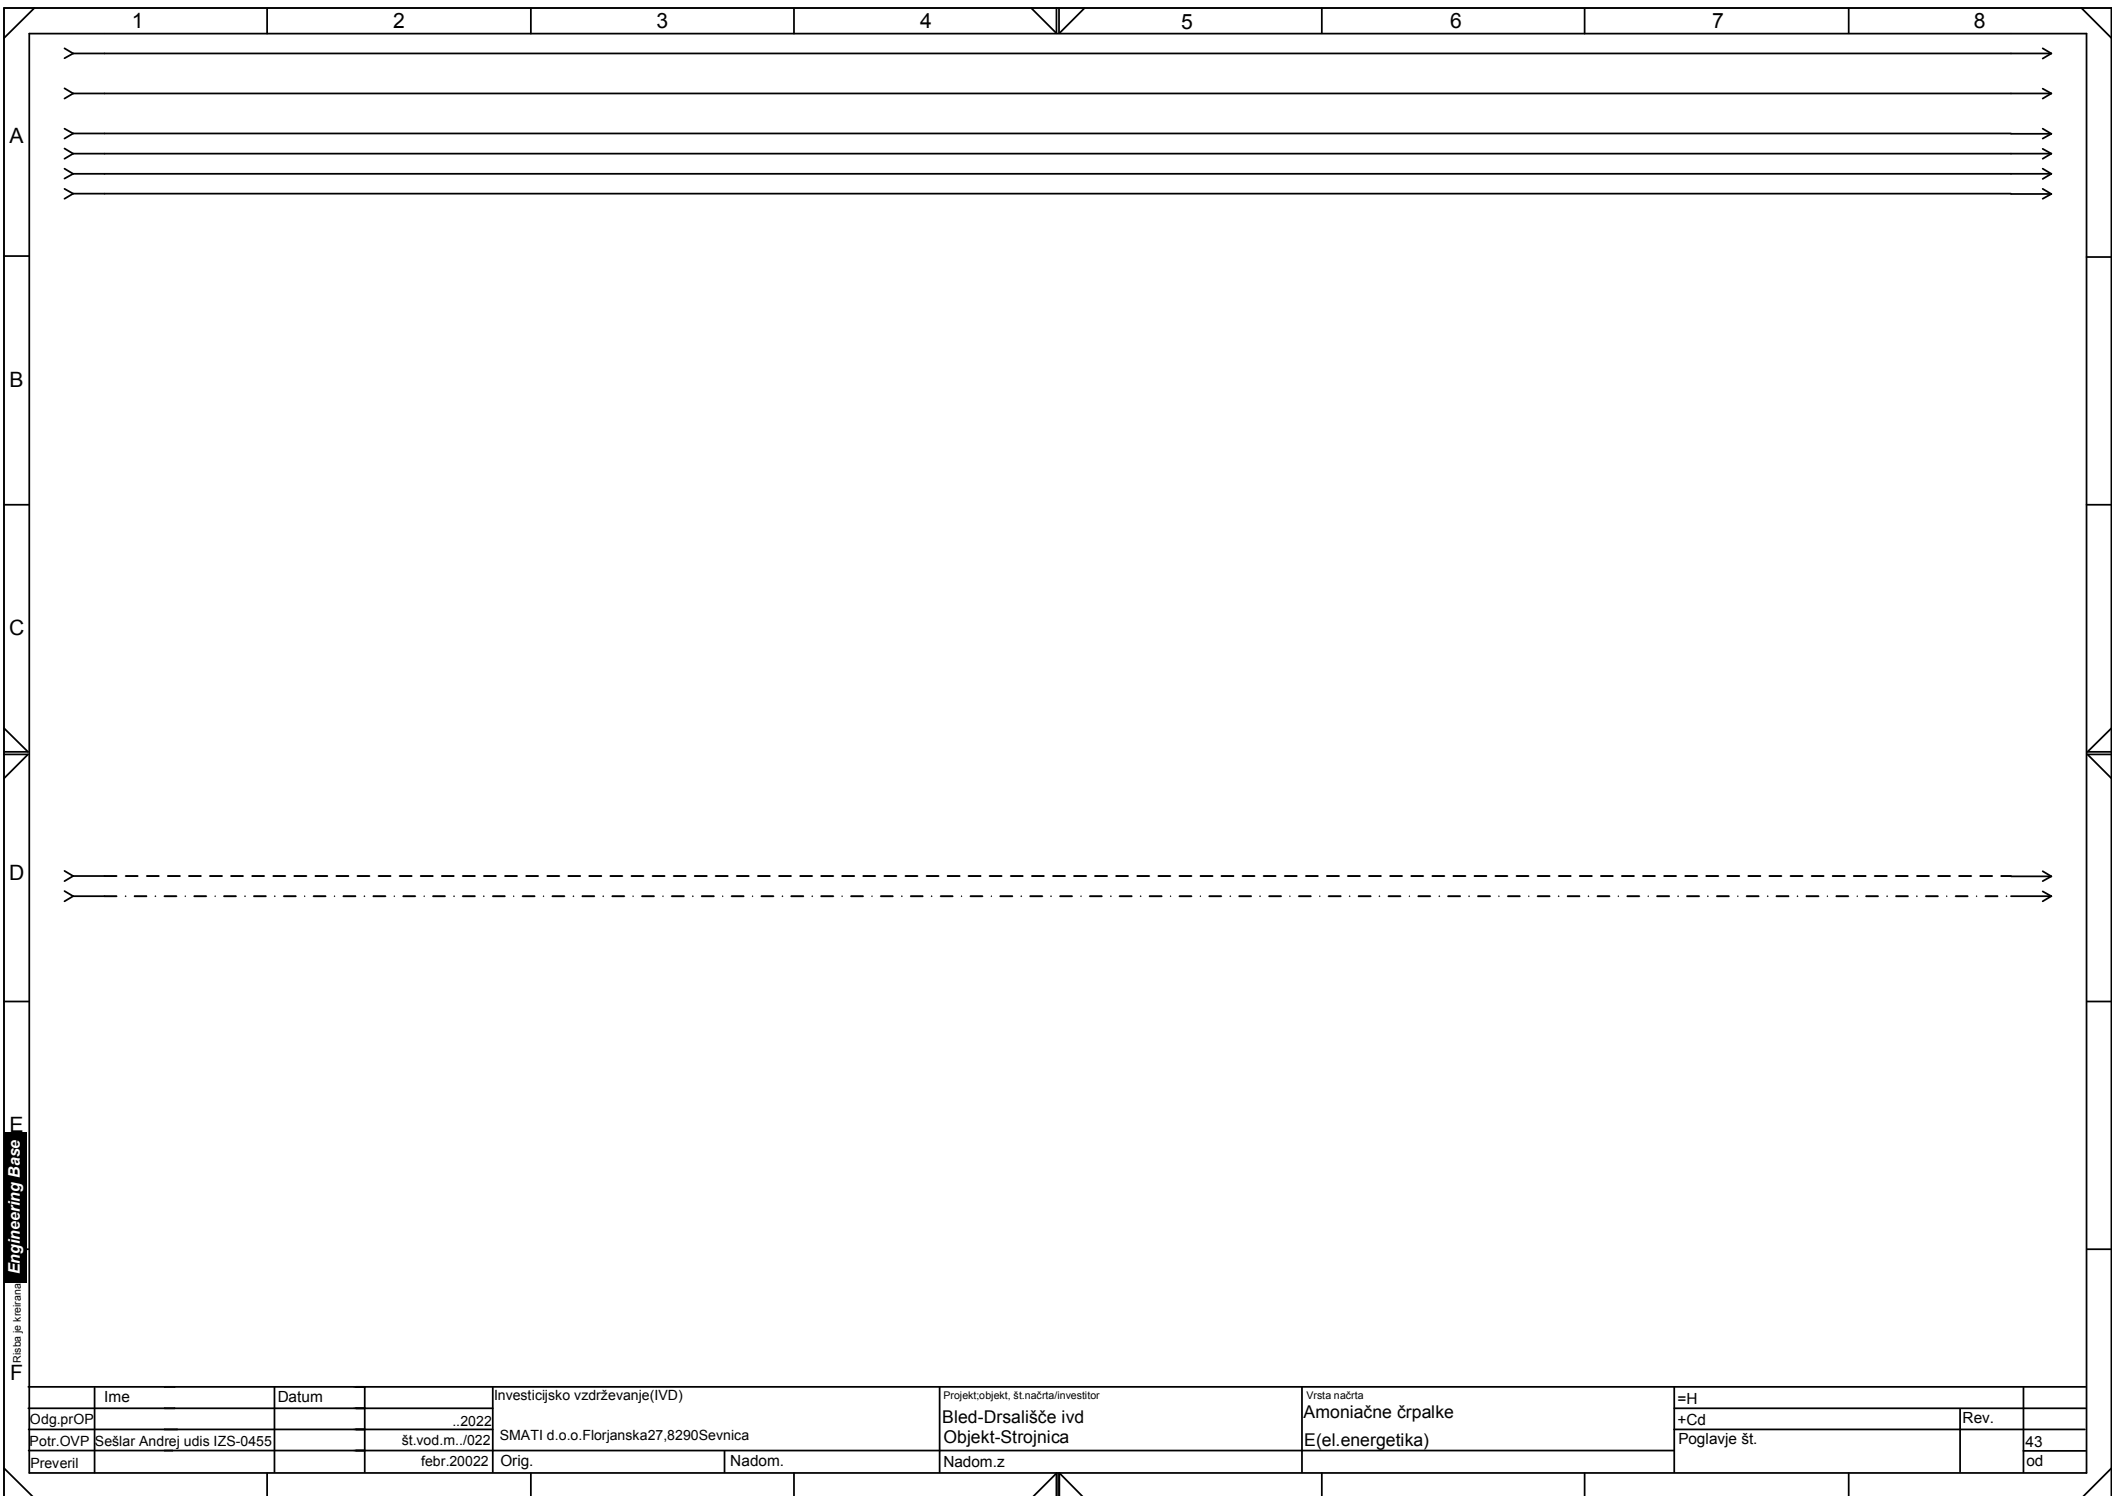 1 2 3 4 5 6 7 8
A
B
C
D
E
Engineering Base
Risba je kreirana
F
Ime Datum Investicijsko vzdrževanje(IVD) Projekt;objekt, št.načrta/investitor Vrsta načrta =H
Odg.prOP ..2022 Bled-Drsališče ivd Amoniačne črpalke +Cd Rev.
Potr.OVP Sešlar Andrej udis IZS-0455 št.vod.m../022 SMATI d.o.o.Florjanska27,8290Sevnica Objekt-Strojnica E(el.energetika) Poglavje št. 43
Preveril febr.20022 Orig. Nadom. Nadom.z od